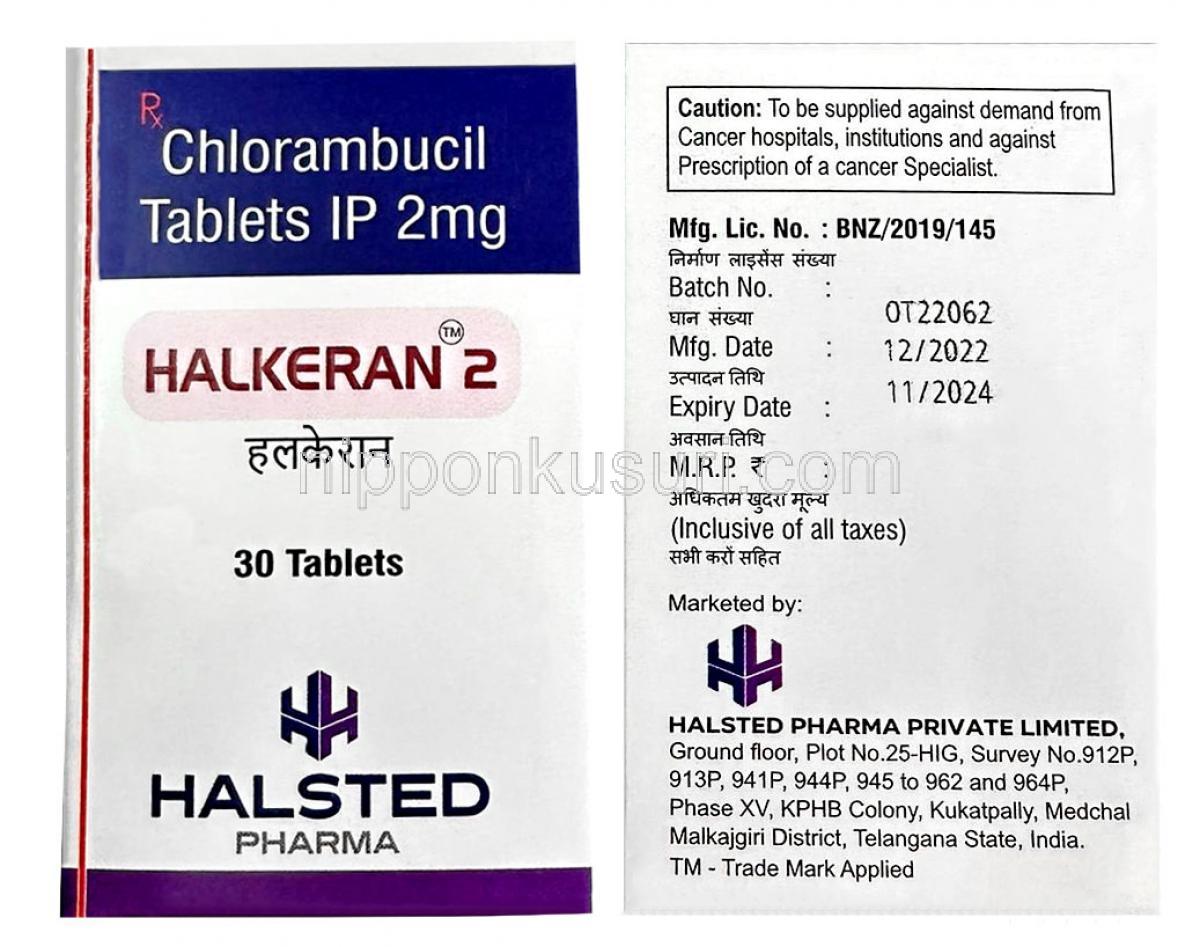 Rx
Chlorambucil
Tablets IP 2mg
HALKERAN™ 2
हलकेरान
30 Tablets
HALSTED
PHARMA
Caution: To be supplied against demand from
Cancer hospitals, institutions and against
Prescription of a cancer Specialist.
Mfg. Lic. No. : BNZ/2019/145
निर्माण लाइसेंस संख्या
Batch No. : OT22062
घान संख्या
Mfg. Date : 12/2022
उत्पादन तिथि
Expiry Date : 11/2024
अवसान तिथि
M.R.P. ₹ :
अधिकतम खुदरा मूल्य
(Inclusive of all taxes)
सभी करों सहित
Marketed by:
HALSTED PHARMA PRIVATE LIMITED,
Ground floor, Plot No.25-HIG, Survey No.912P,
913P, 941P, 944P, 945 to 962 and 964P,
Phase XV, KPHB Colony, Kukatpally, Medchal
Malkajgiri District, Telangana State, India.
TM - Trade Mark Applied
nipponkusuri.com